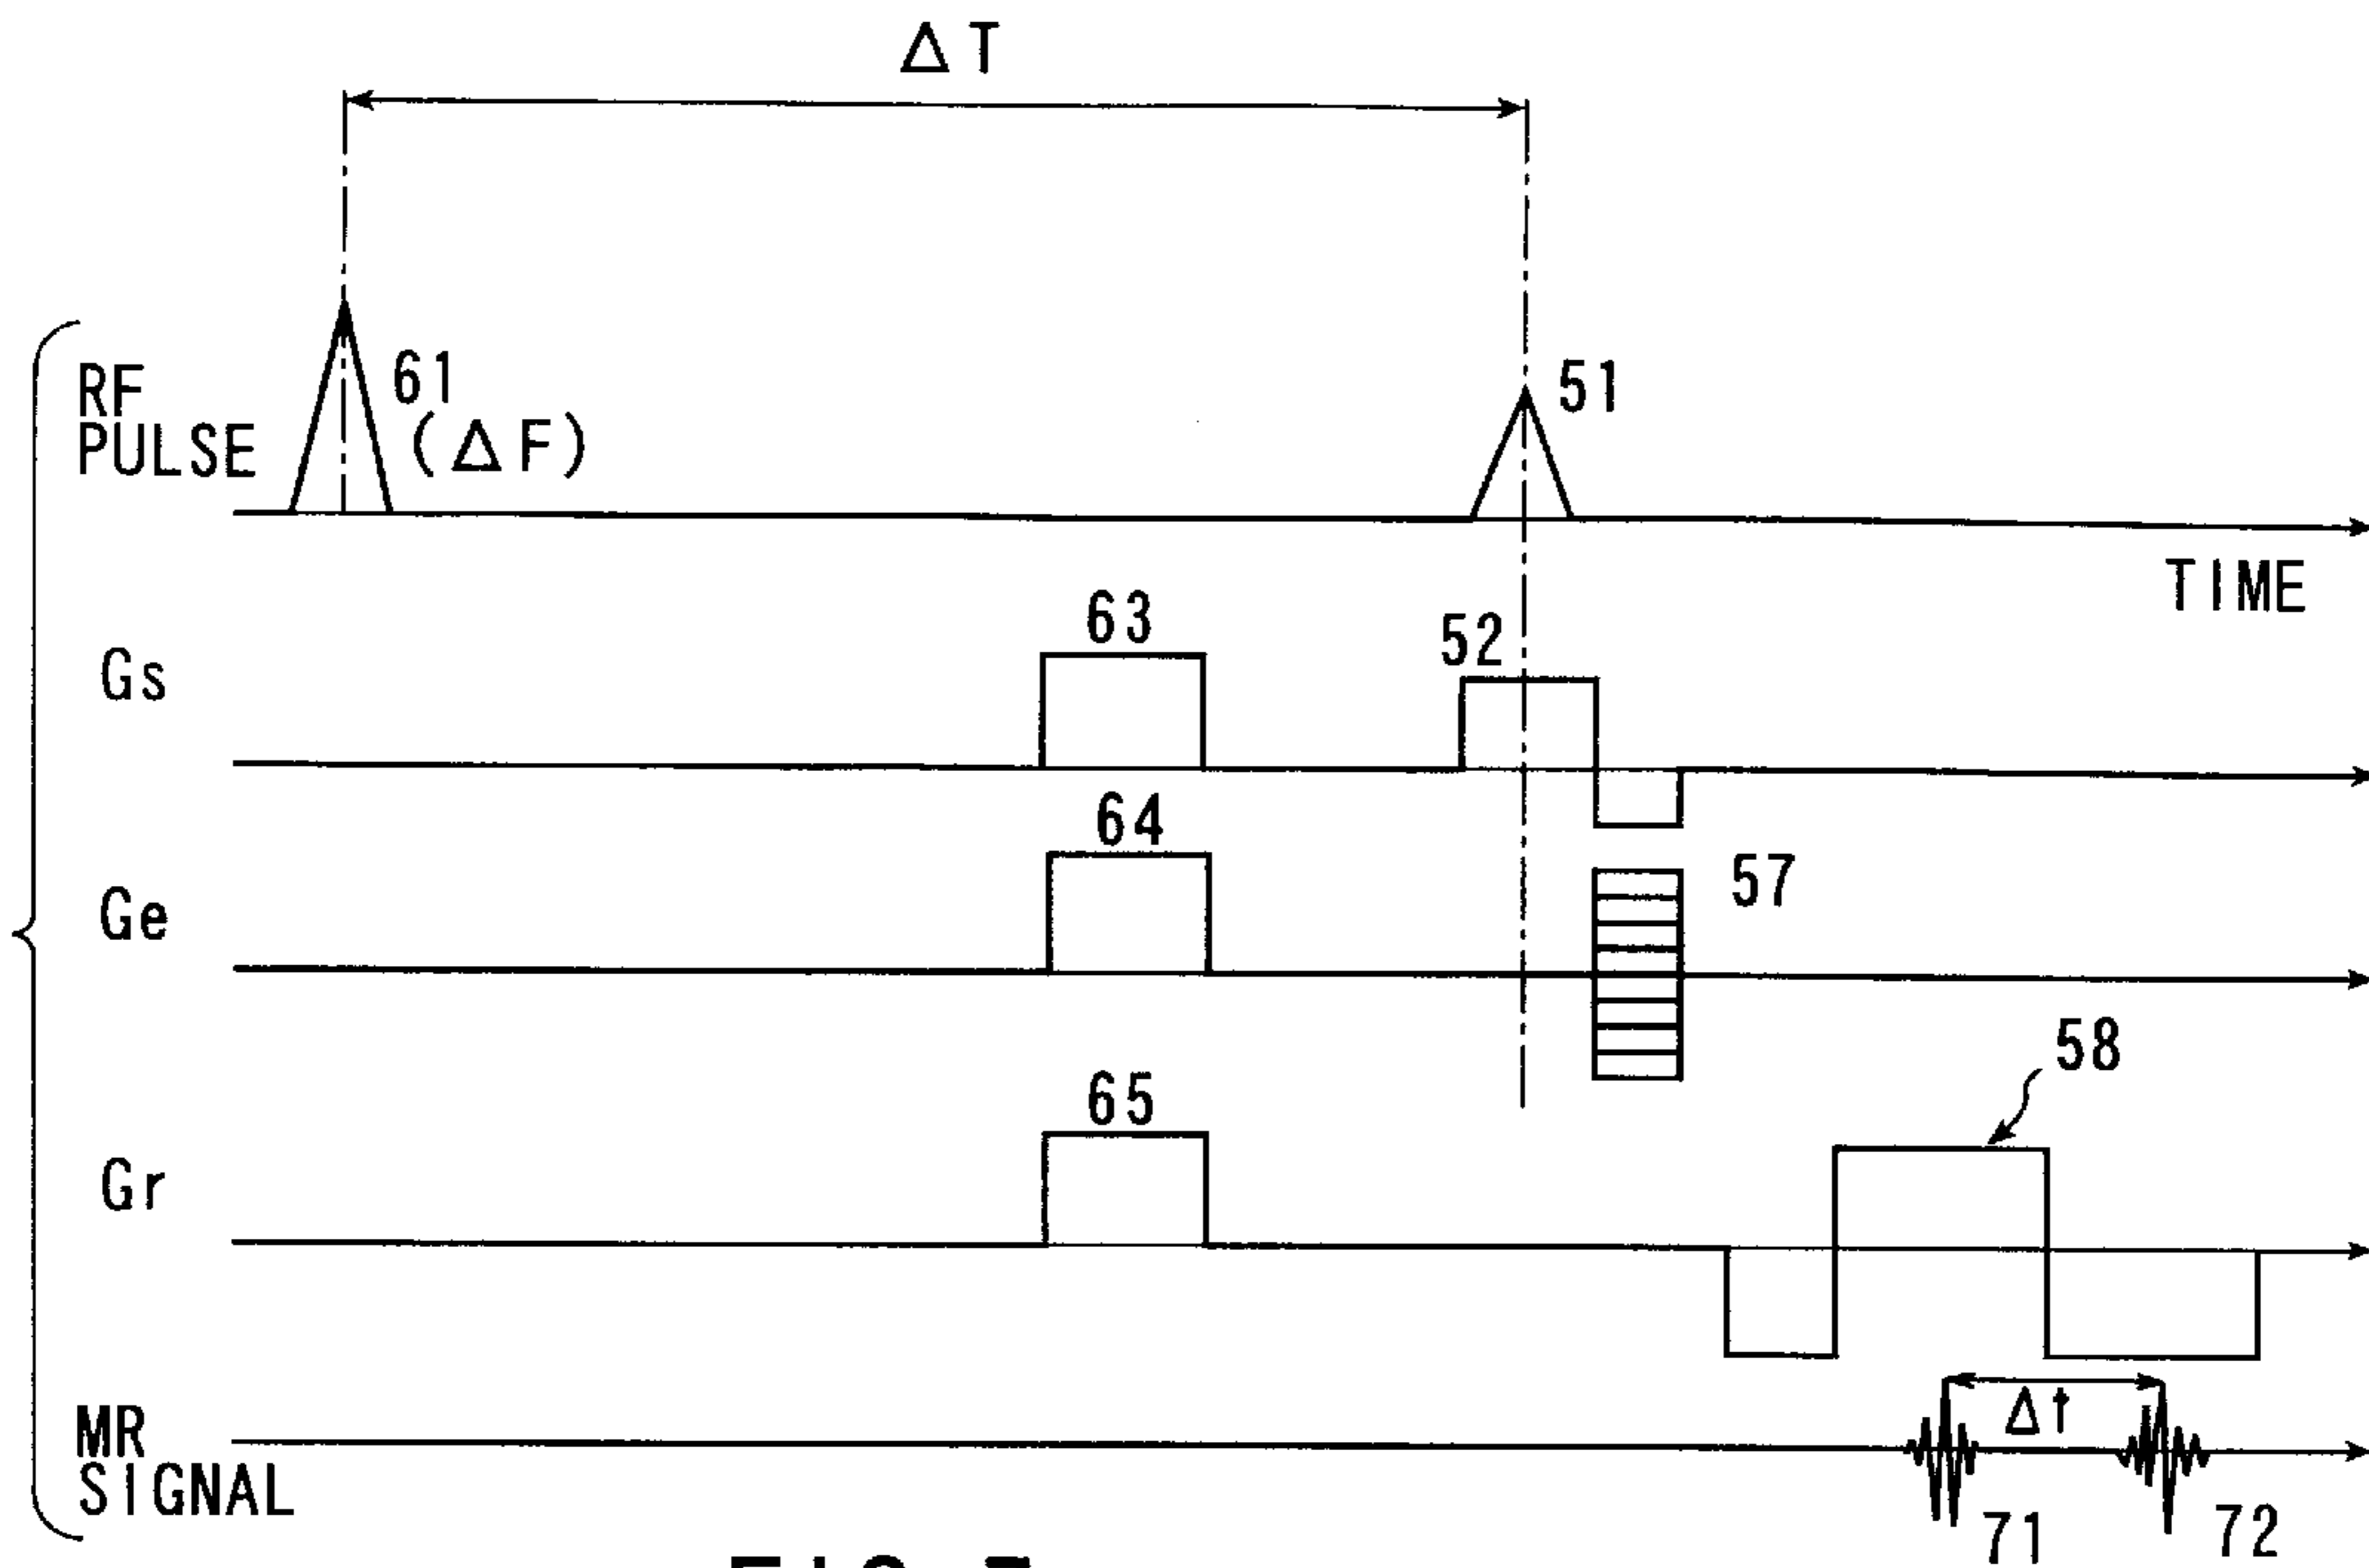 ΔT
RF
PULSE
61
(ΔF)
51
TIME
Gs
63
52
Ge
64
57
Gr
65
58
MR
SIGNAL
Δt
71
72